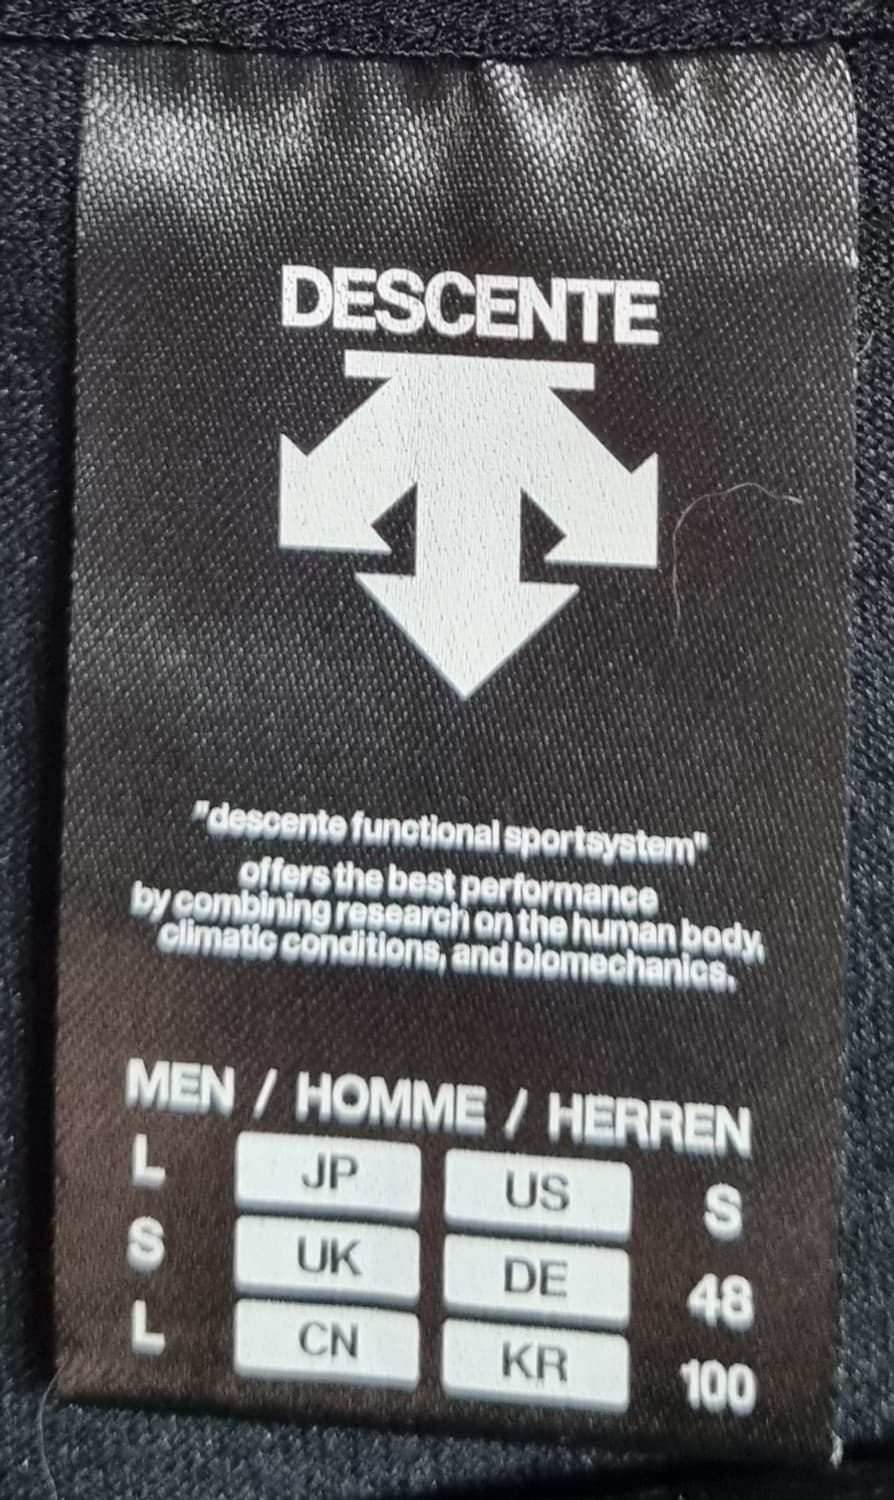 DESCENTE
"descente functional sportsystem"
offers the best performance
by combining research on the human body,
climatic conditions, and biomechanics.
MEN / HOMME / HERREN
L JP US S
S UK DE 48
L CN KR 100